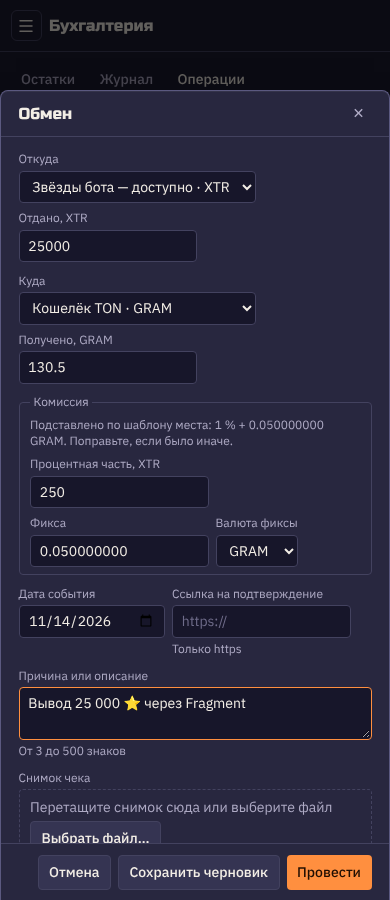 ☰ Бухгалтерия
Остатки Журнал Операции
Обмен ×
Откуда
Звёзды бота — доступно · XTR
Отдано, XTR
25000
Куда
Кошелёк TON · GRAM
Получено, GRAM
130.5
Комиссия
Подставлено по шаблону места: 1 % + 0.050000000
GRAM. Поправьте, если было иначе.
Процентная часть, XTR
250
Фикса Валюта фиксы
0.050000000 GRAM
Дата события Ссылка на подтверждение
11/14/2026 https://
Только https
Причина или описание
Вывод 25 000 ⭐ через Fragment
От 3 до 500 знаков
Снимок чека
Перетащите снимок сюда или выберите файл
Выбрать файл...
Отмена Сохранить черновик Провести